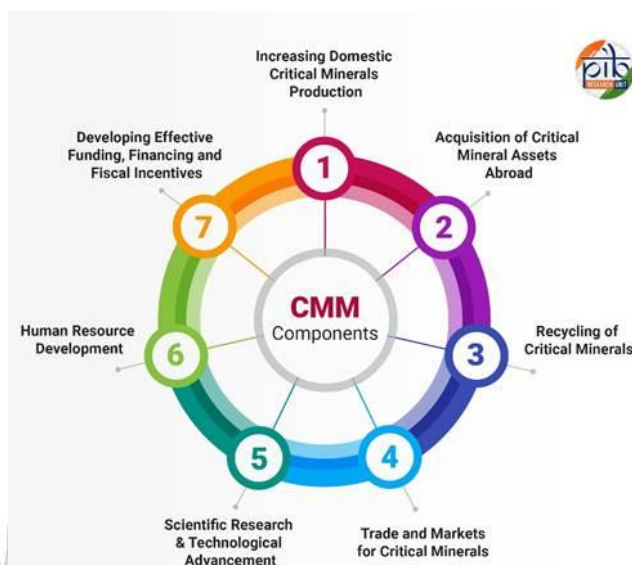 Increasing Domestic
Critical Minerals
Production
pib
RESEARCH UNIT
Developing Effective
Funding, Financing and
Fiscal Incentives
Acquisition of Critical
Mineral Assets
Abroad
1
7
2
CMM
Components
Human Resource
Development
6
3
Recycling of
Critical Minerals
5
4
Scientific Research
& Technological
Advancement
Trade and Markets
for Critical Minerals